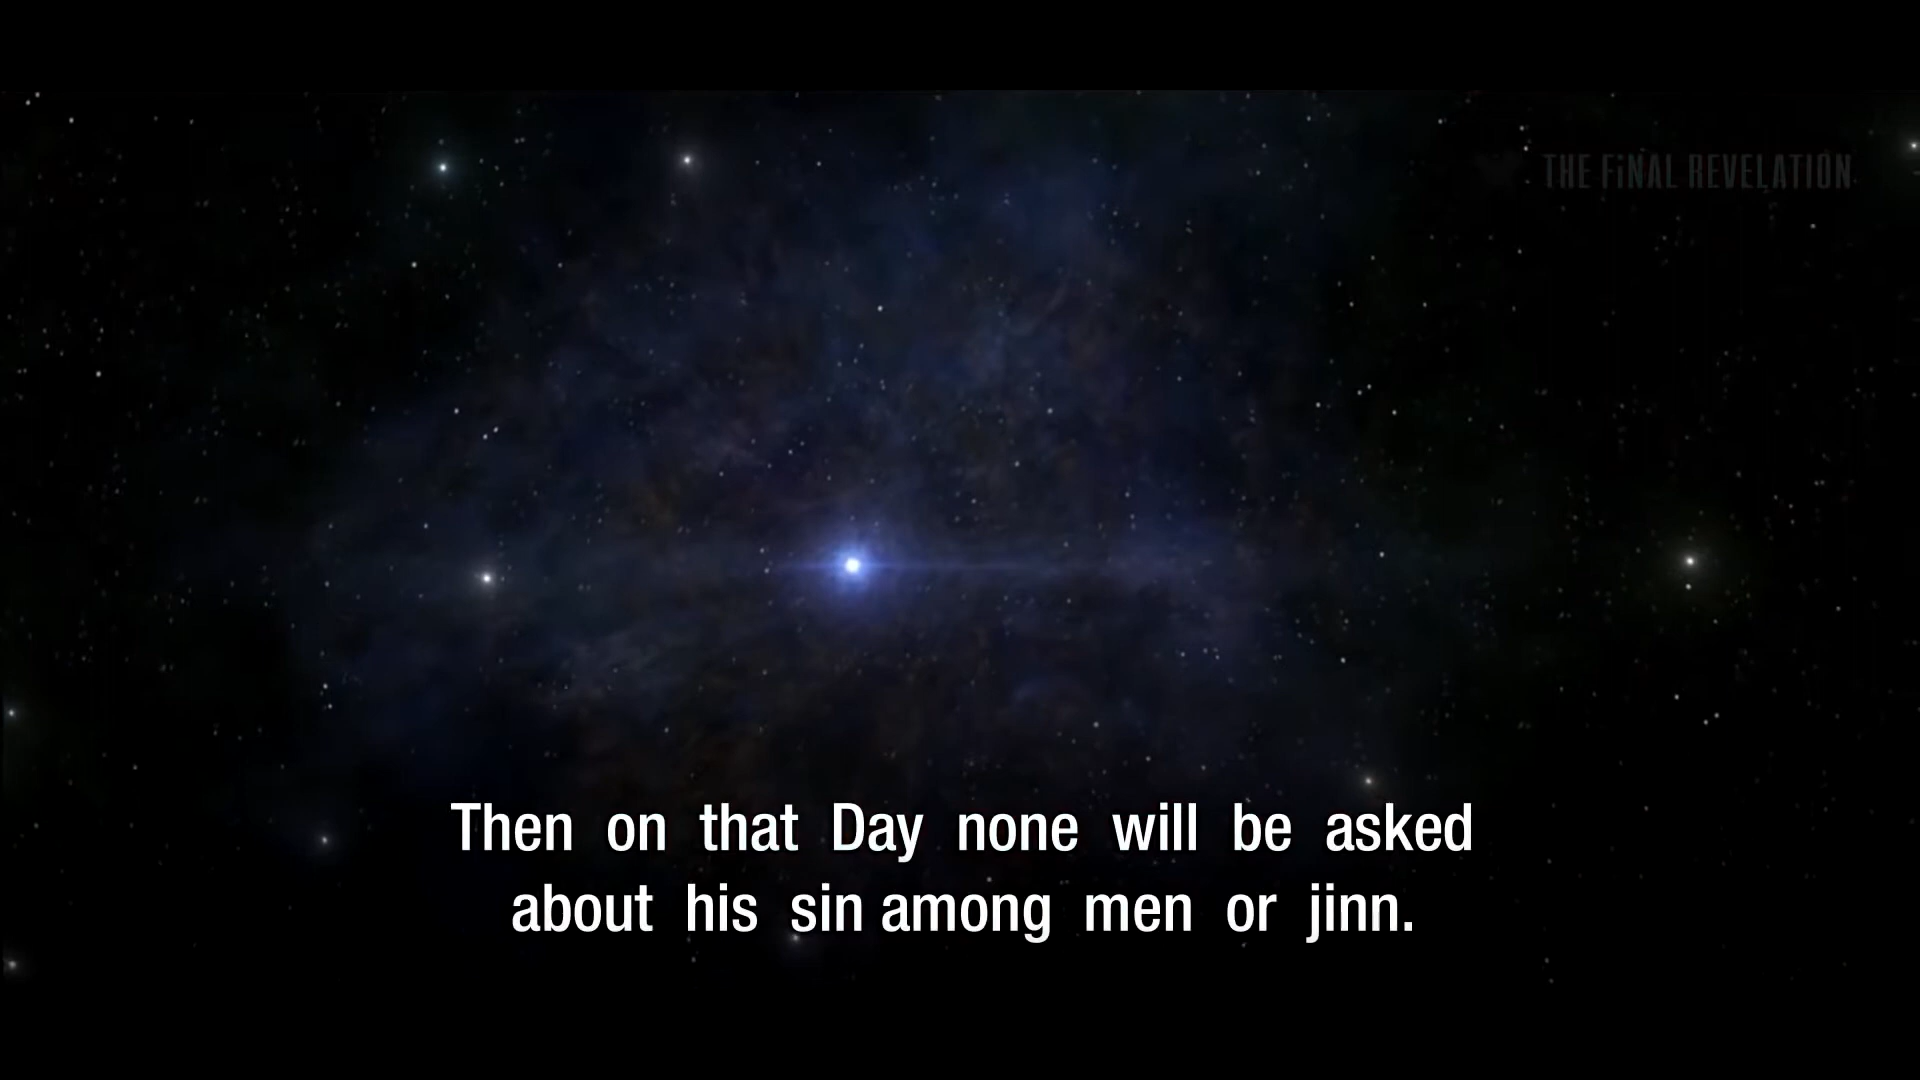 THE FiNAL REVELATION
Then on that Day none will be asked
about his sin among men or jinn.